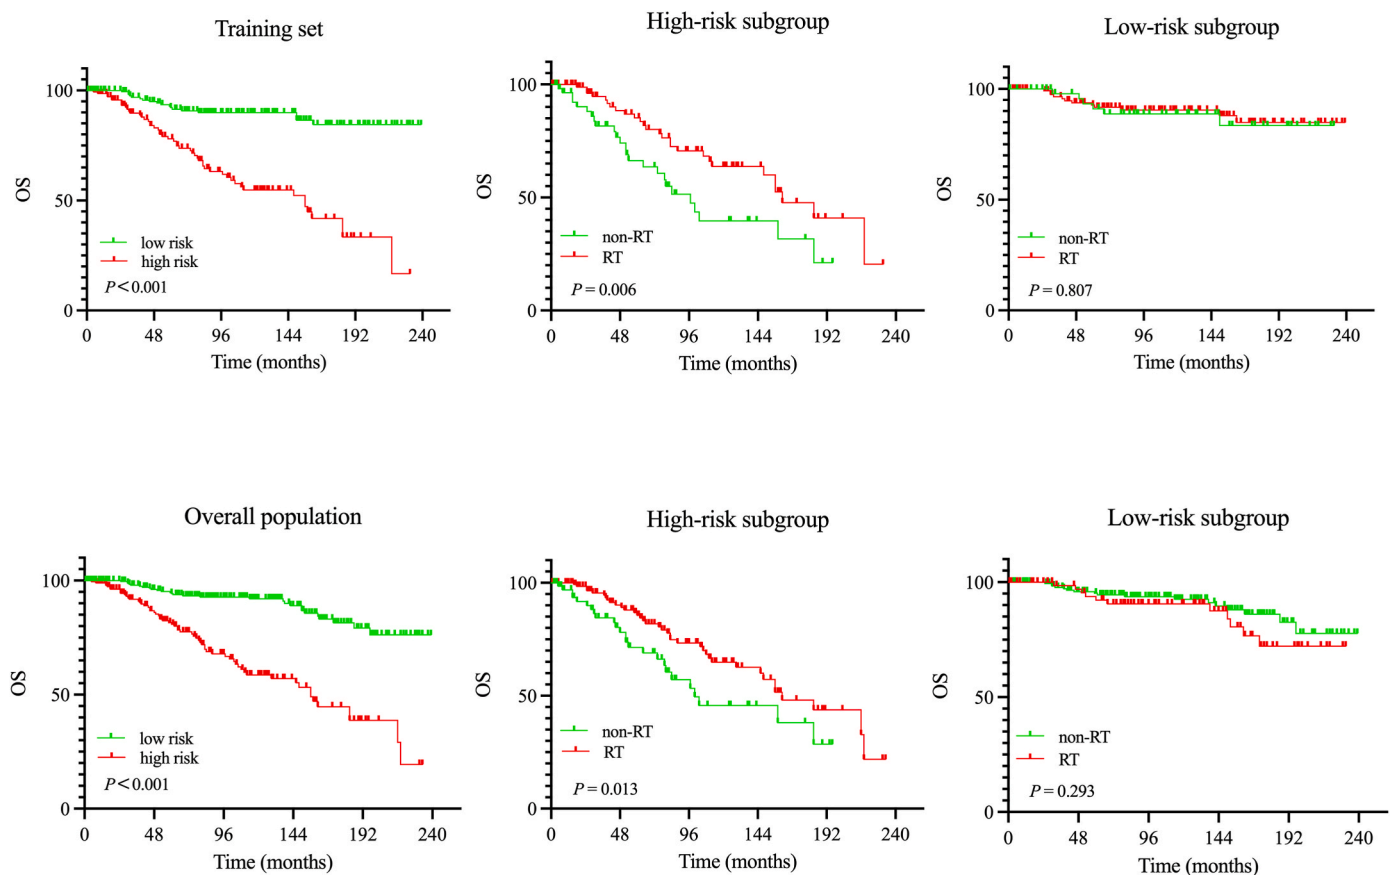 Training set
100
50
0
OS
low risk
high risk
P<0.001
0 48 96 144 192 240
Time (months)
High-risk subgroup
100
50
0
OS
non-RT
RT
P = 0.006
0 48 96 144 192 240
Time (months)
Low-risk subgroup
100
50
0
OS
non-RT
RT
P = 0.807
0 48 96 144 192 240
Time (months)
Overall population
100
50
0
OS
low risk
high risk
P<0.001
0 48 96 144 192 240
Time (months)
High-risk subgroup
100
50
0
OS
non-RT
RT
P = 0.013
0 48 96 144 192 240
Time (months)
Low-risk subgroup
100
50
0
OS
non-RT
RT
P = 0.293
0 48 96 144 192 240
Time (months)